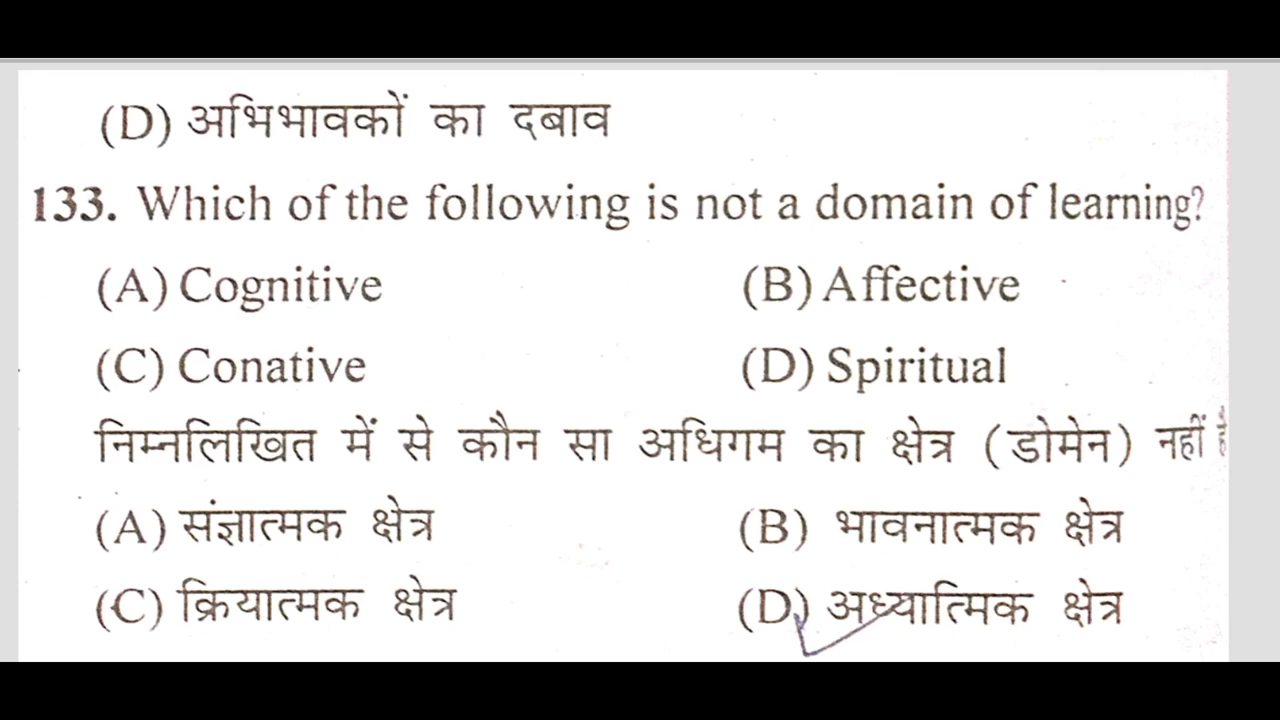 (D) अभिभावकों का दबाव
133. Which of the following is not a domain of learning?
(A) Cognitive (B) Affective
(C) Conative (D) Spiritual
निम्नलिखित में से कौन सा अधिगम का क्षेत्र (डोमेन) नहीं है
(A) संज्ञात्मक क्षेत्र (B) भावनात्मक क्षेत्र
(C) क्रियात्मक क्षेत्र (D) अध्यात्मिक क्षेत्र